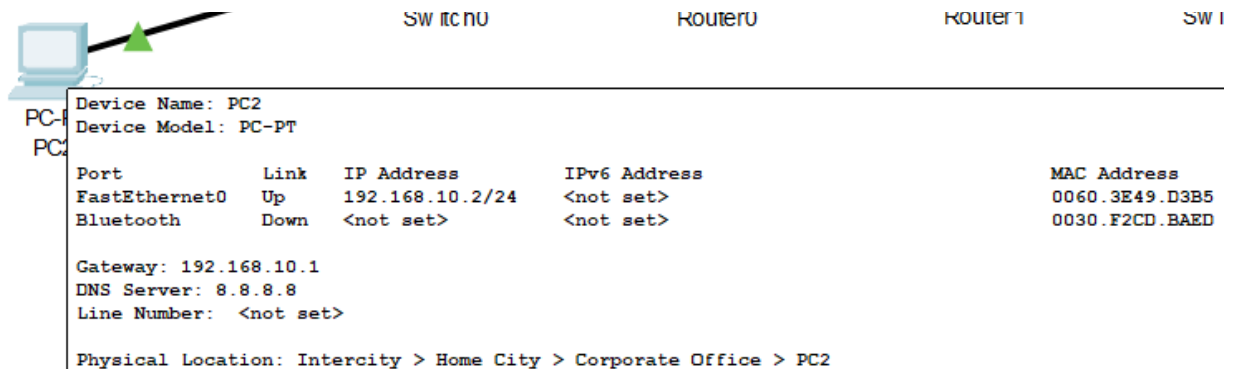 Switch0 Router0 Router1
Device Name: PC2
Device Model: PC-PT
Port Link IP Address IPv6 Address MAC Address
FastEthernet0 Up 192.168.10.2/24 <not set> 0060.3E49.D3B5
Bluetooth Down <not set> <not set> 0030.F2CD.BAED
Gateway: 192.168.10.1
DNS Server: 8.8.8.8
Line Number: <not set>
Physical Location: Intercity > Home City > Corporate Office > PC2